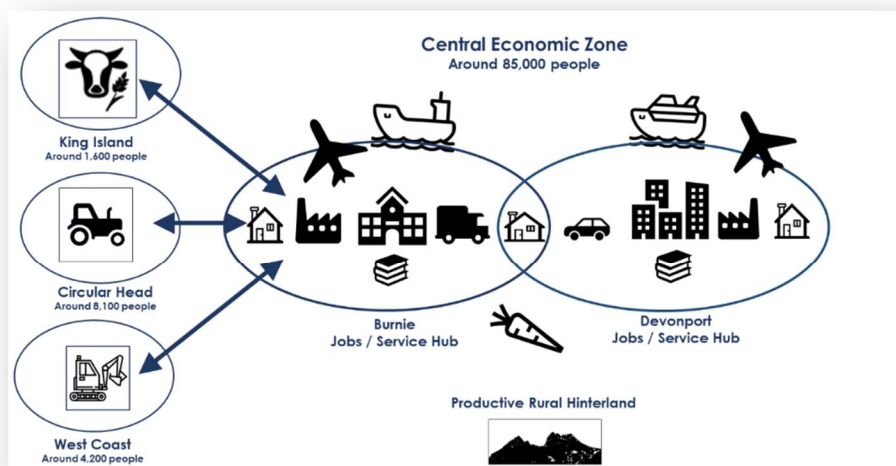 Central Economic Zone
Around 85,000 people
King Island
Around 1,600 people
Circular Head
Around 8,100 people
Burnie
Jobs / Service Hub
Devonport
Jobs / Service Hub
Productive Rural Hinterland
West Coast
Around 4,200 people